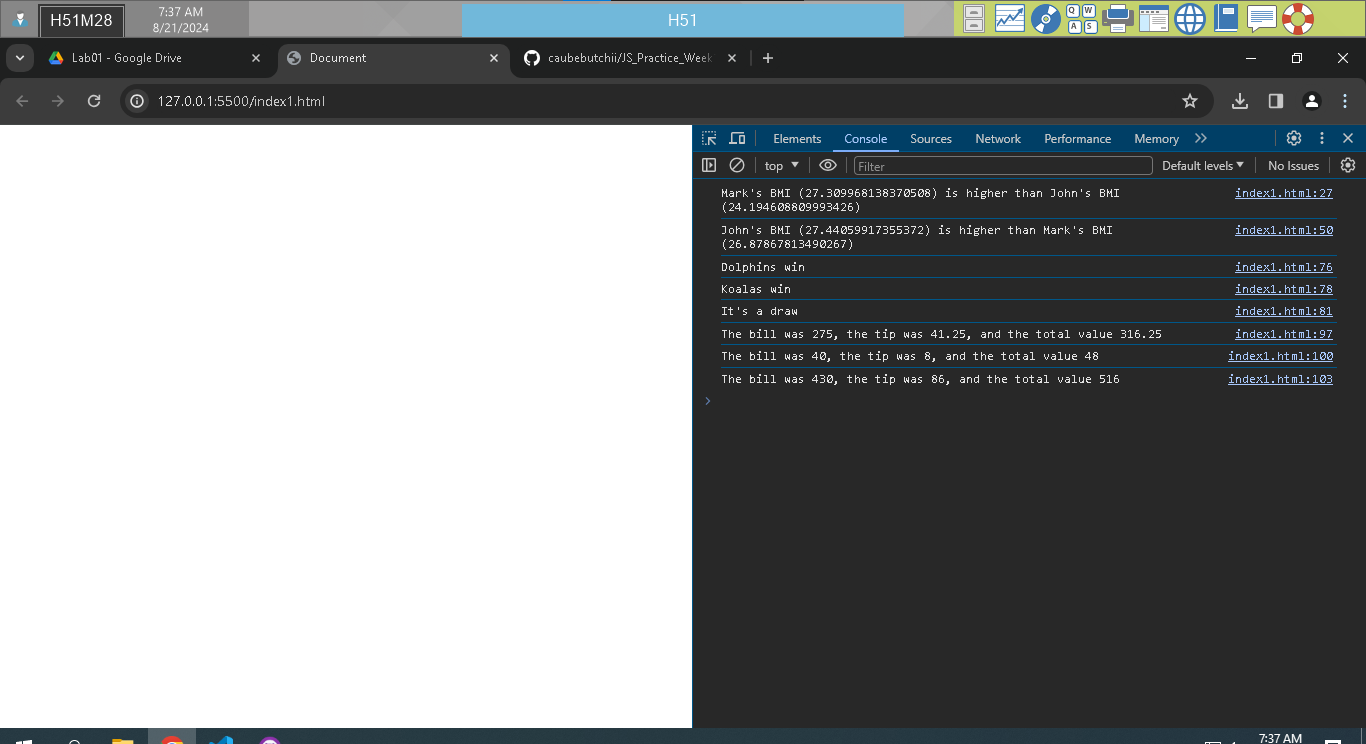 H51M28
7:37 AM
8/21/2024
H51
Q W
A S
Lab01 - Google Drive
Document
caubebutchii/JS_Practice_Week
127.0.0.1:5500/index1.html
Elements Console Sources Network Performance Memory
top Filter Default levels No Issues
Mark's BMI (27.309968138370508) is higher than John's BMI index1.html:27
(24.194608809993426)
John's BMI (27.44059917355372) is higher than Mark's BMI index1.html:50
(26.87867813490267)
Dolphins win index1.html:76
Koalas win index1.html:78
It's a draw index1.html:81
The bill was 275, the tip was 41.25, and the total value 316.25 index1.html:97
The bill was 40, the tip was 8, and the total value 48 index1.html:100
The bill was 430, the tip was 86, and the total value 516 index1.html:103
7:37 AM